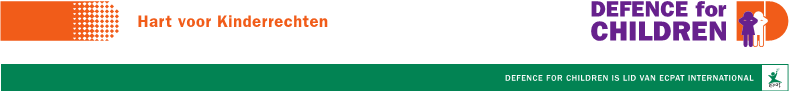 Hart voor Kinderrechten
DEFENCE for
CHILDREN
DEFENCE FOR CHILDREN IS LID VAN ECPAT INTERNATIONAL